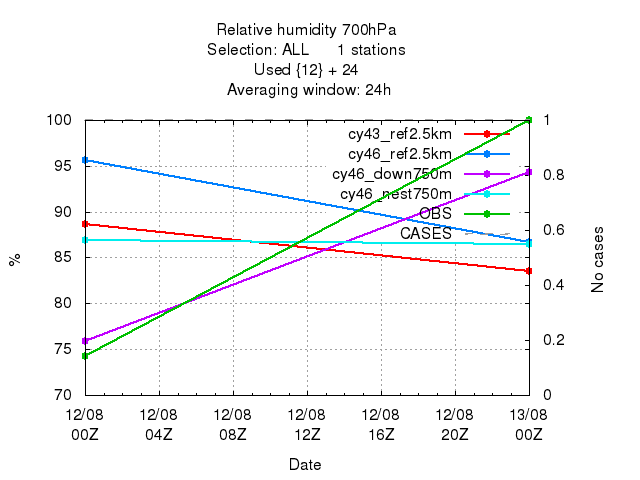 Relative humidity 700hPa
Selection: ALL 1 stations
Used {12} + 24
Averaging window: 24h
100 1
cy43_ref2.5km
cy46_ref2.5km
95
cy46_down750m 0.8
cy46_nest750m
90 OBS
CASES 0.6
85
% No cases
80 0.4
75 0.2
70 0
12/08 12/08 12/08 12/08 12/08 12/08 13/08
00Z 04Z 08Z 12Z 16Z 20Z 00Z
Date